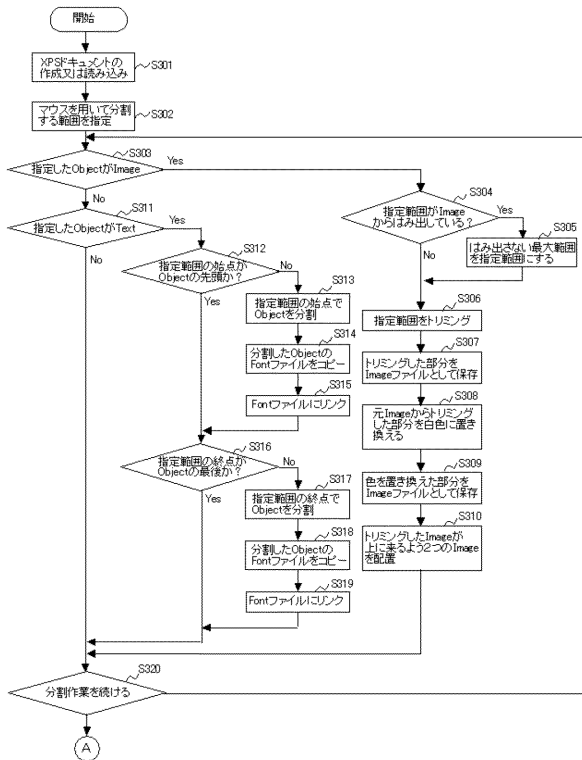 開始
XPSドキュメントの
作成又は読み込み
S301
マウスを用いて分割
する範囲を指定
S302
指定したObjectがImage
S303
Yes
No
指定範囲がImage
からはみ出している?
S304
Yes
No
はみ出さない最大範囲
を指定範囲にする
S305
指定範囲をトリミング
S306
トリミングした部分を
Imageファイルとして保存
S307
元Imageからトリミング
した部分を白色に置き
換える
S308
色を置き換えた部分を
Imageファイルとして保存
S309
トリミングしたImageが
上に来るよう2つのImage
を配置
S310
指定したObjectがText
S311
Yes
No
指定範囲の始点が
Objectの先頭か?
S312
No
Yes
指定範囲の始点で
Objectを分割
S313
分割したObjectの
Fontファイルをコピー
S314
Fontファイルにリンク
S315
指定範囲の終点が
Objectの最後か?
S316
No
Yes
指定範囲の終点で
Objectを分割
S317
分割したObjectの
Fontファイルをコピー
S318
Fontファイルにリンク
S319
分割作業を続ける
S320
A